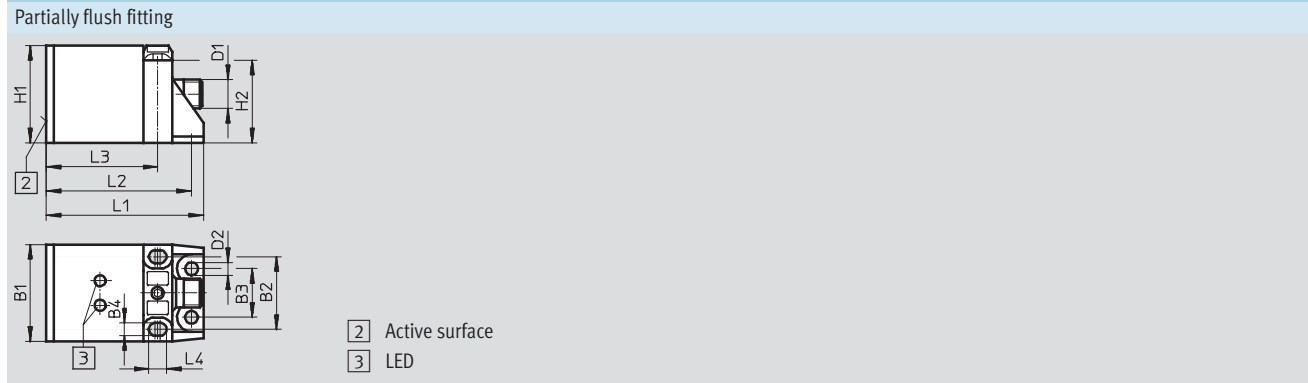 Partially flush fitting
D1
H1
H2
L3
2
L2
L1
D2
B1
B4
B3
B2
3
L4
2 Active surface
3 LED